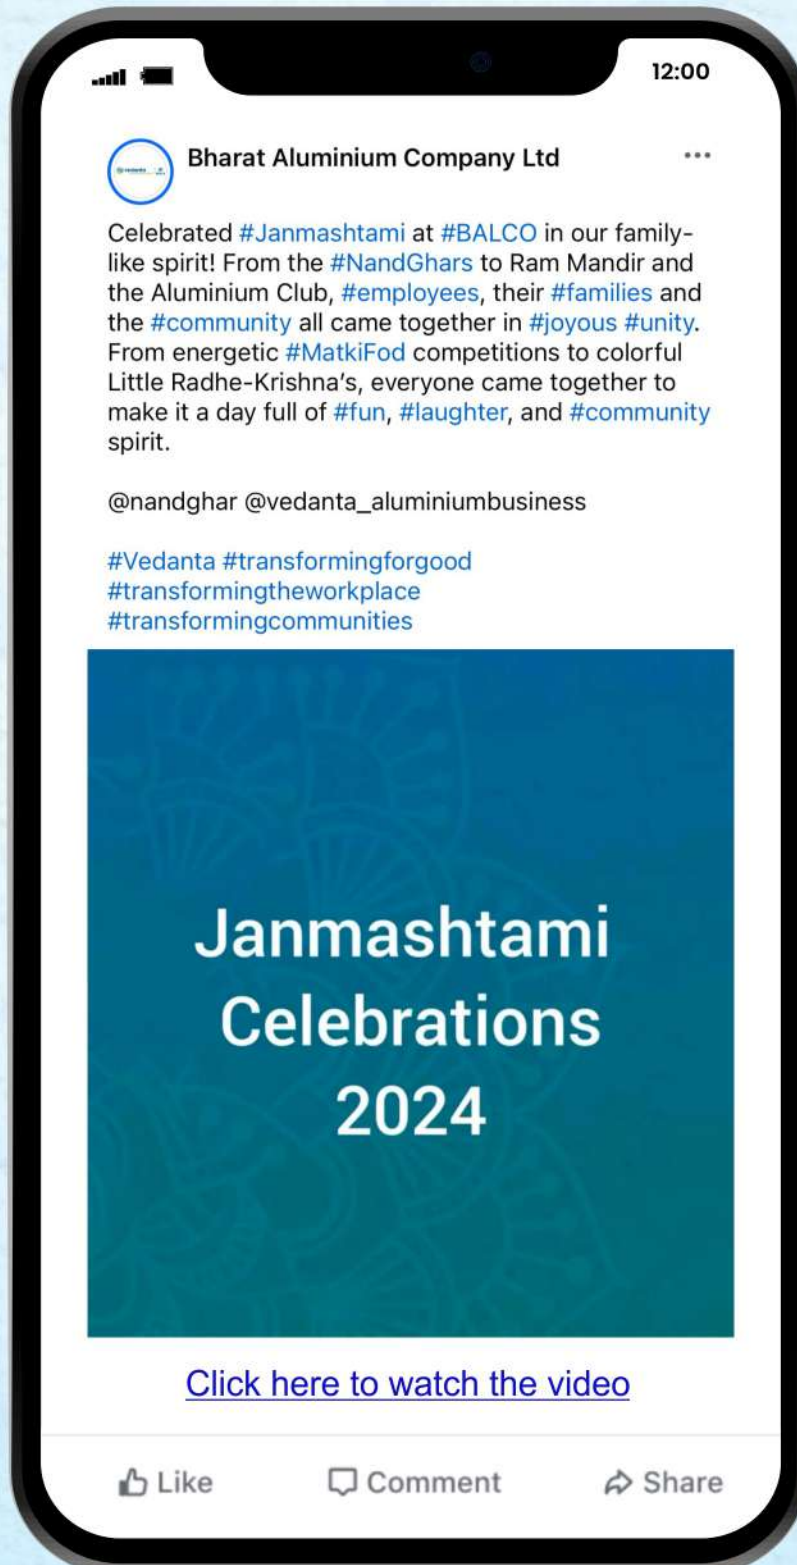 12:00
Bharat Aluminium Company Ltd
Celebrated #Janmashtami at #BALCO in our family-
like spirit! From the #NandGhars to Ram Mandir and
the Aluminium Club, #employees, their #families and
the #community all came together in #joyous #unity.
From energetic #MatkiFod competitions to colorful
Little Radhe-Krishna's, everyone came together to
make it a day full of #fun, #laughter, and #community
spirit.
@nandghar @vedanta_aluminiumbusiness
#Vedanta #transformingforgood
#transformingtheworkplace
#transformingcommunities
Janmashtami
Celebrations
2024
Click here to watch the video
Like Comment Share